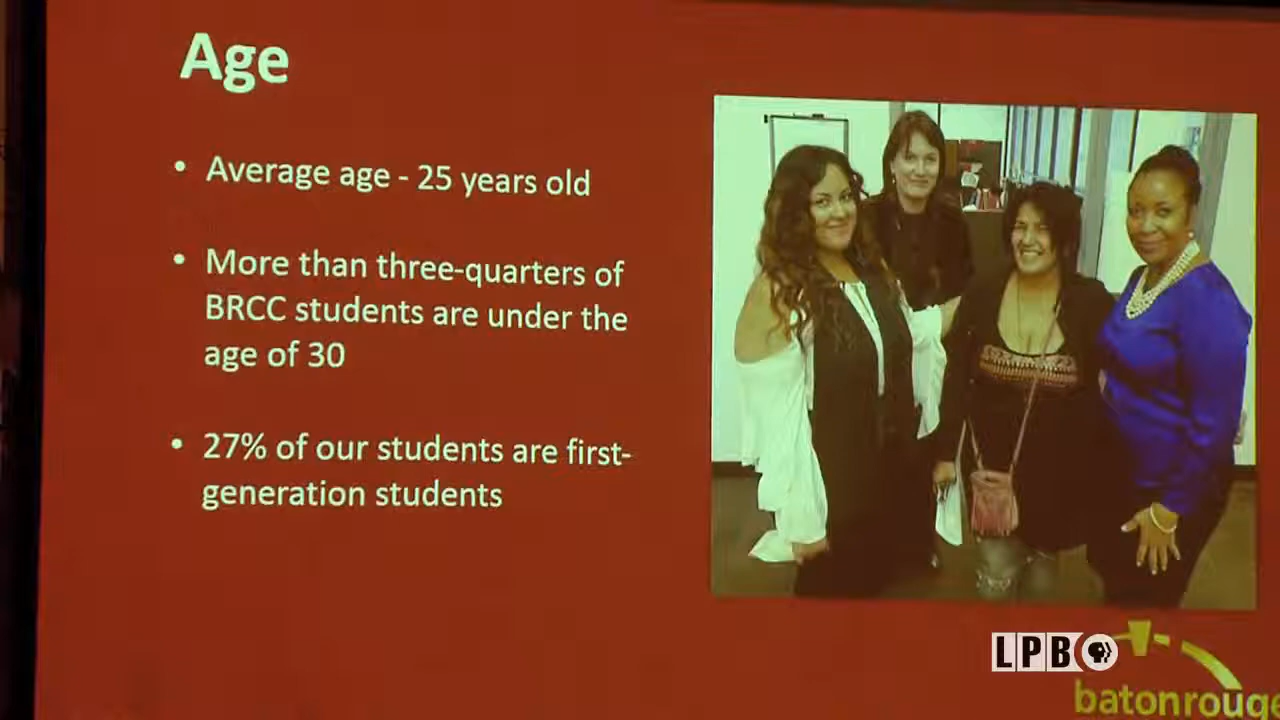 Age
• Average age - 25 years old
• More than three-quarters of
BRCC students are under the
age of 30
• 27% of our students are first-
generation students
LPB
batonrouge